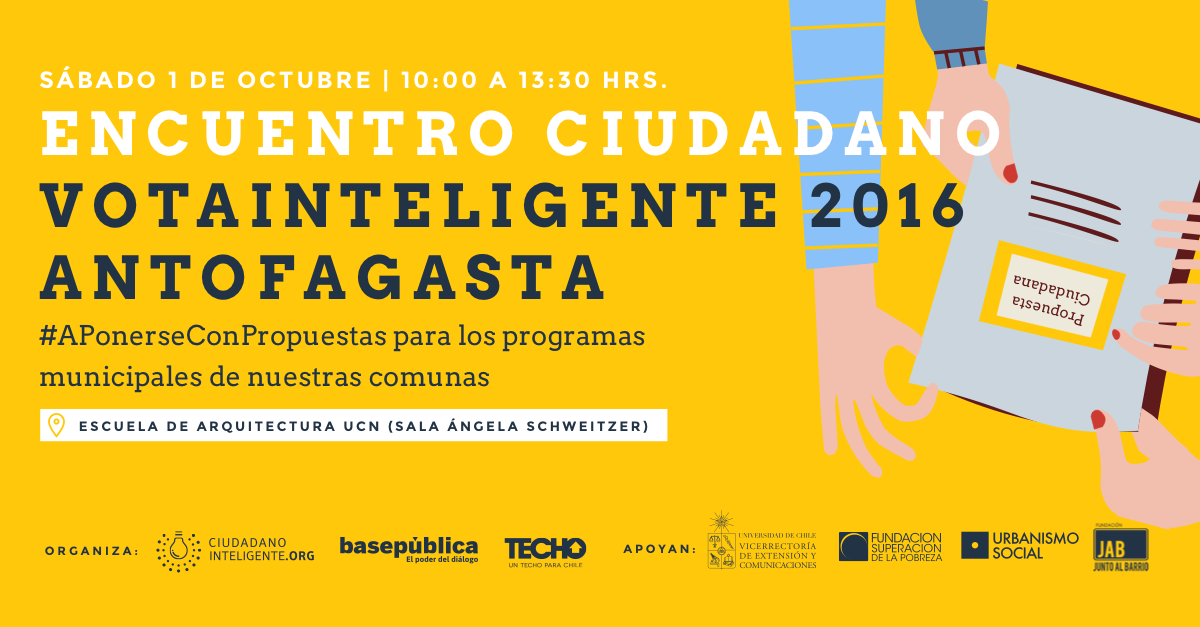 SÁBADO 1 DE OCTUBRE | 10:00 A 13:30 HRS.
ENCUENTRO CIUDADANO
VOTAINTELIGENTE 2016
ANTOFAGASTA
#APonerseConPropuestas para los programas
municipales de nuestras comunas
ESCUELA DE ARQUITECTURA UCN (SALA ÁNGELA SCHWEITZER)
Propuesta
Ciudadana
ORGANIZA:
CIUDADANO
INTELIGENTE.ORG
basepública
El poder del diálogo
TECHO
UN TECHO PARA CHILE
APOYAN:
UNIVERSIDAD DE CHILE
VICERRECTORÍA
DE EXTENSIÓN Y
COMUNICACIONES
FUNDACION
SUPERACIÓN
DE LA POBREZA
URBANISMO
SOCIAL
FUNDACIÓN
JAB
JUNTO AL BARRIO